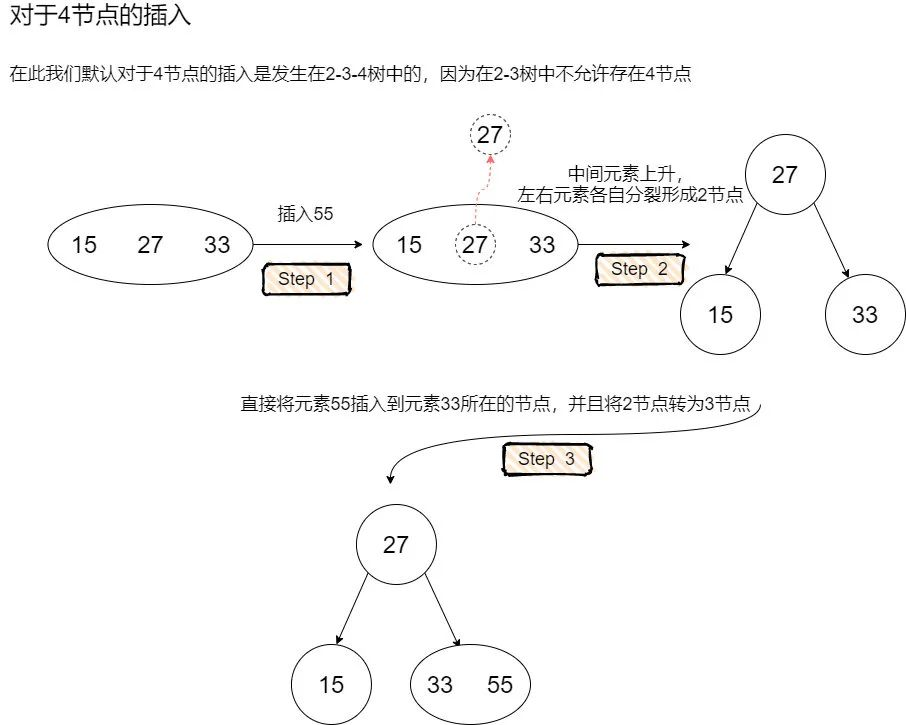 对于4节点的插入
在此我们默认对于4节点的插入是发生在2-3-4树中的，因为在2-3树中不允许存在4节点
27
中间元素上升，
左右元素各自分裂形成2节点
27
插入55
15 27 33
15 27 33
Step 1
Step 2
15
33
直接将元素55插入到元素33所在的节点，并且将2节点转为3节点
Step 3
27
15
33 55